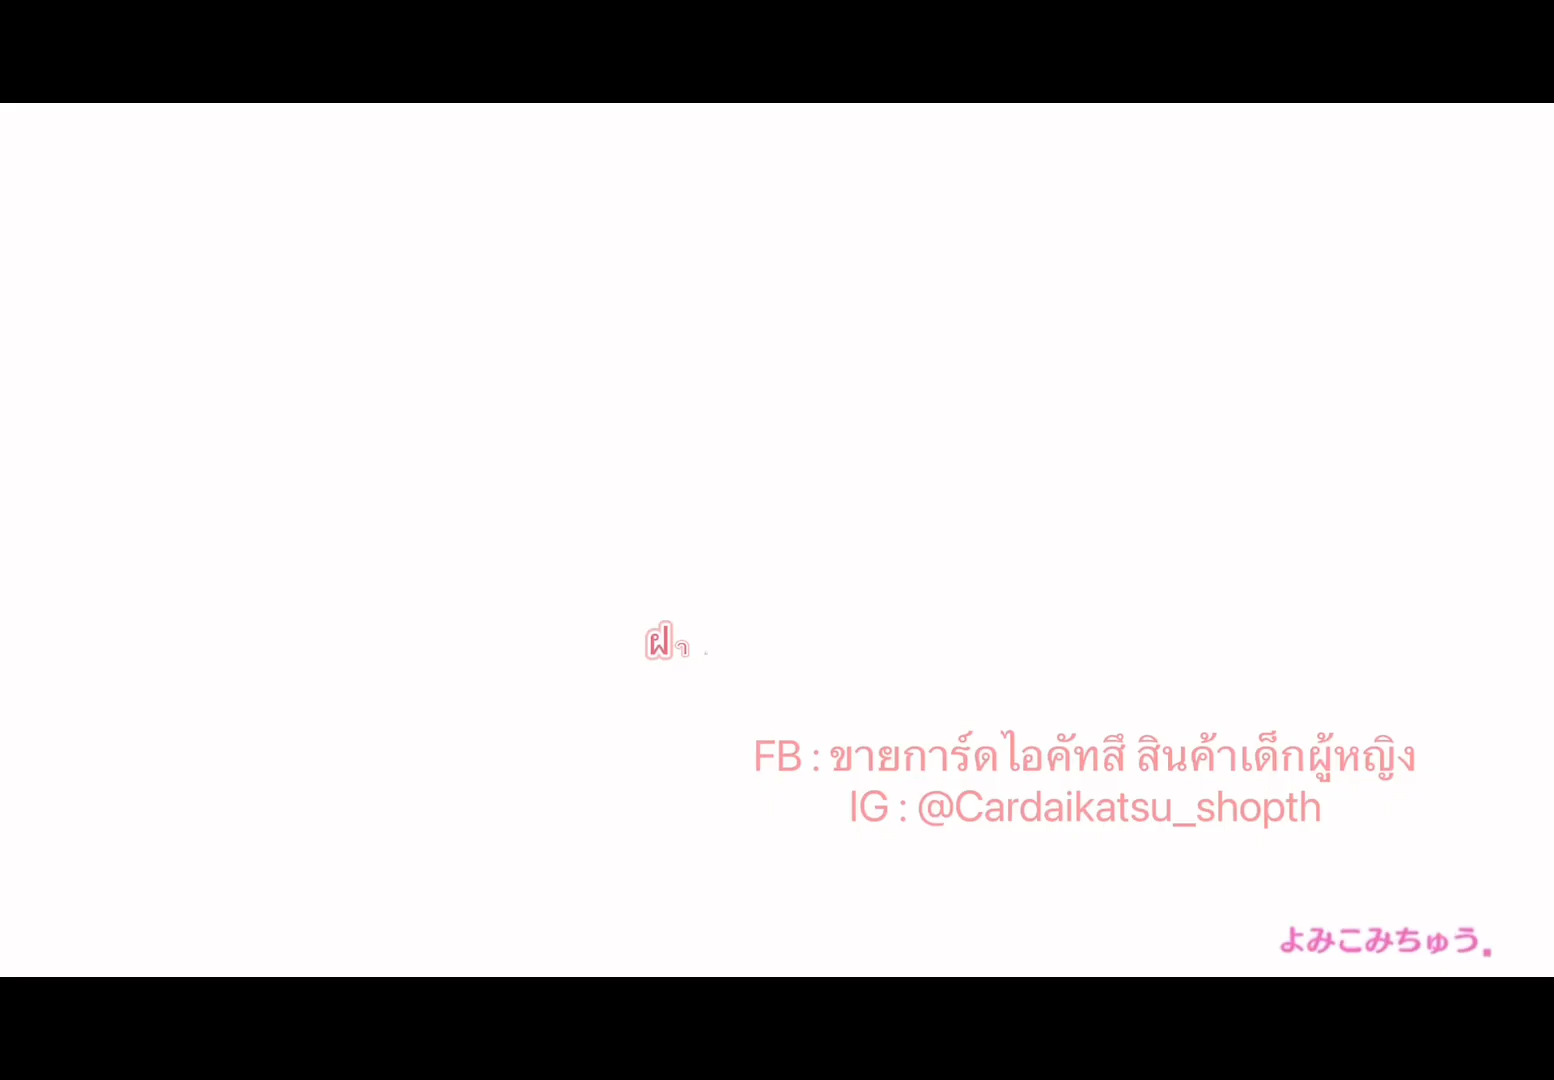 ฝา
FB : ขายการ์ดไอคัทสึ สินค้าเด็กผู้หญิง
IG : @Cardaikatsu_shopth
よみこみちゅう.